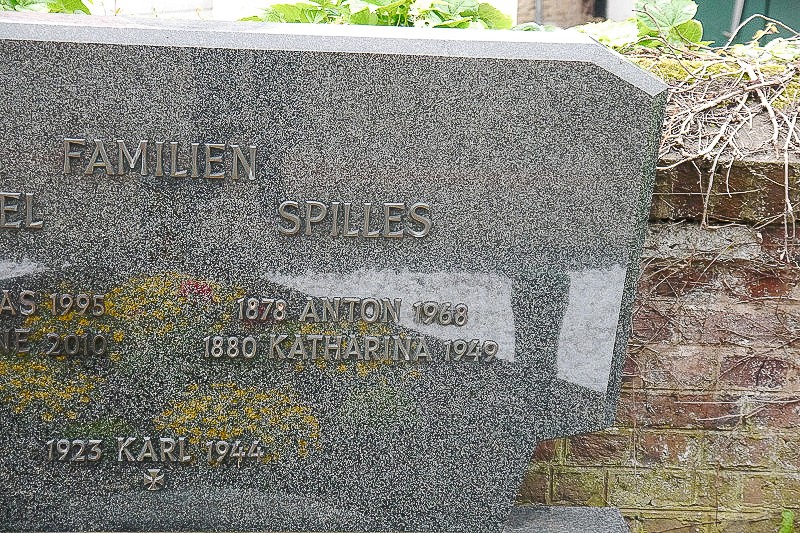 FAMILIEN
EL SPILLES
AS 1995 1878 ANTON 1968
NE 2010 1880 KATHARINA 1949
1923 KARL 1944